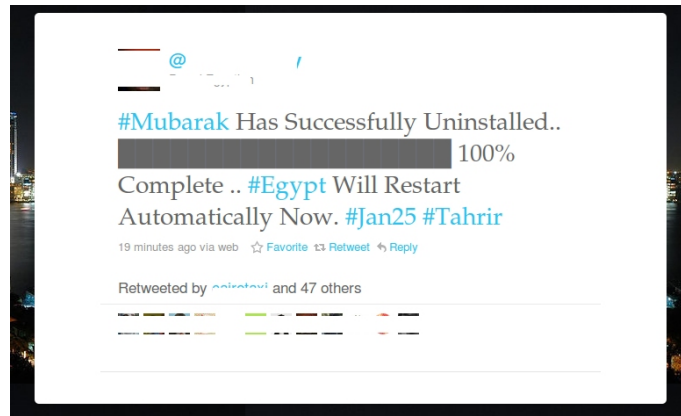 @
#Mubarak Has Successfully Uninstalled..
████████████████████████ 100%
Complete .. #Egypt Will Restart
Automatically Now. #Jan25 #Tahrir
19 minutes ago via web Favorite Retweet Reply
Retweeted by and 47 others